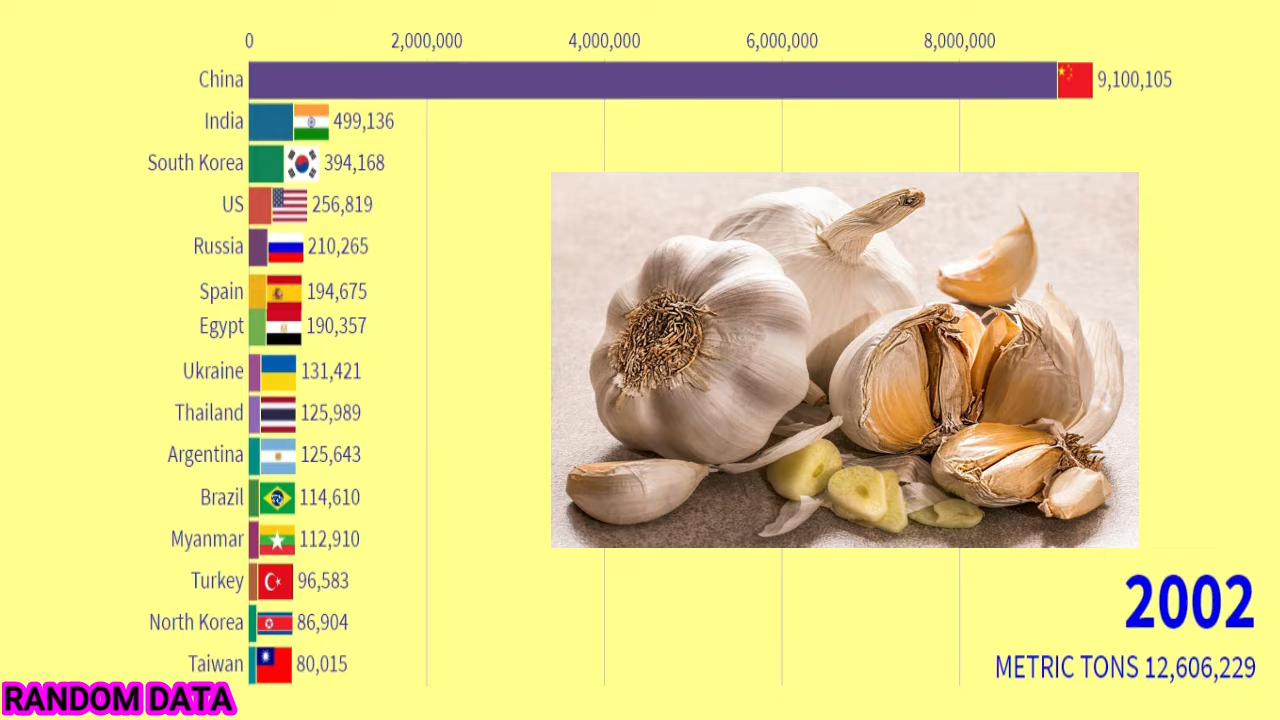 0 2,000,000 4,000,000 6,000,000 8,000,000
China 9,100,105
India 499,136
South Korea 394,168
US 256,819
Russia 210,265
Spain 194,675
Egypt 190,357
Ukraine 131,421
Thailand 125,989
Argentina 125,643
Brazil 114,610
Myanmar 112,910
Turkey 96,583
North Korea 86,904
Taiwan 80,015
2002
METRIC TONS 12,606,229
RANDOM DATA